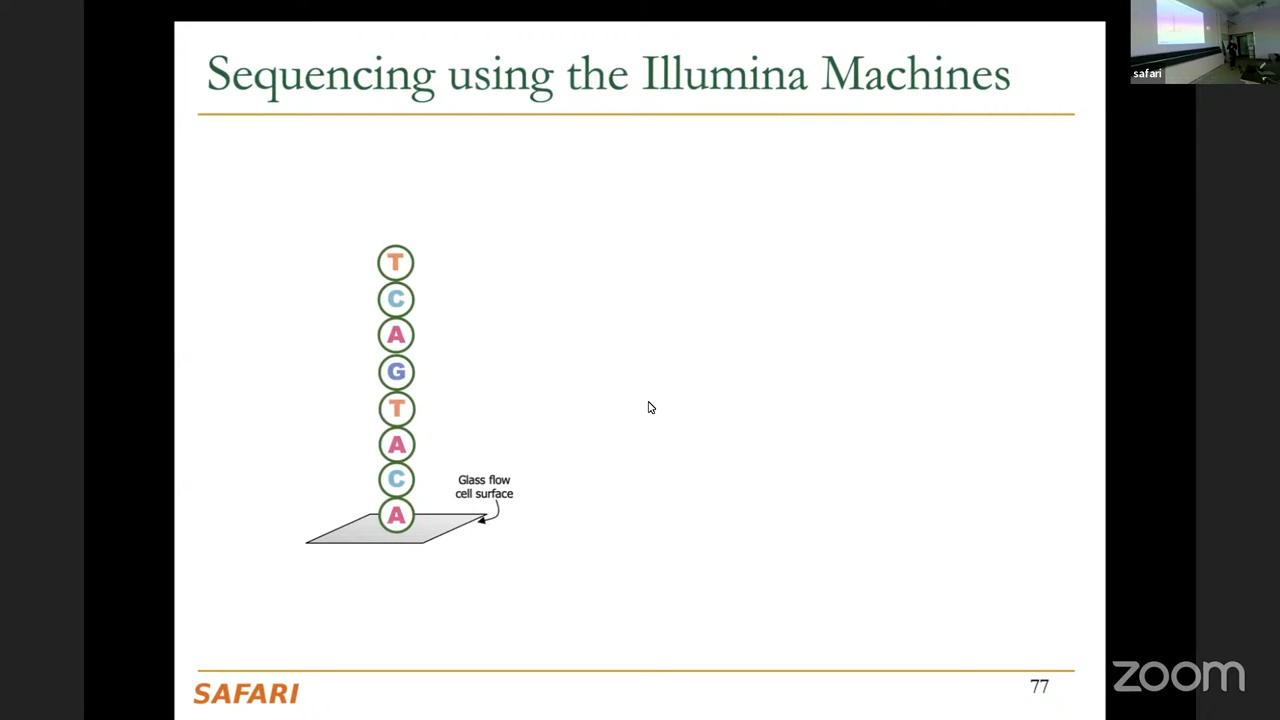 Sequencing using the Illumina Machines
safari
T
C
A
G
T
A
C
A
Glass flow
cell surface
SAFARI
77
zoom